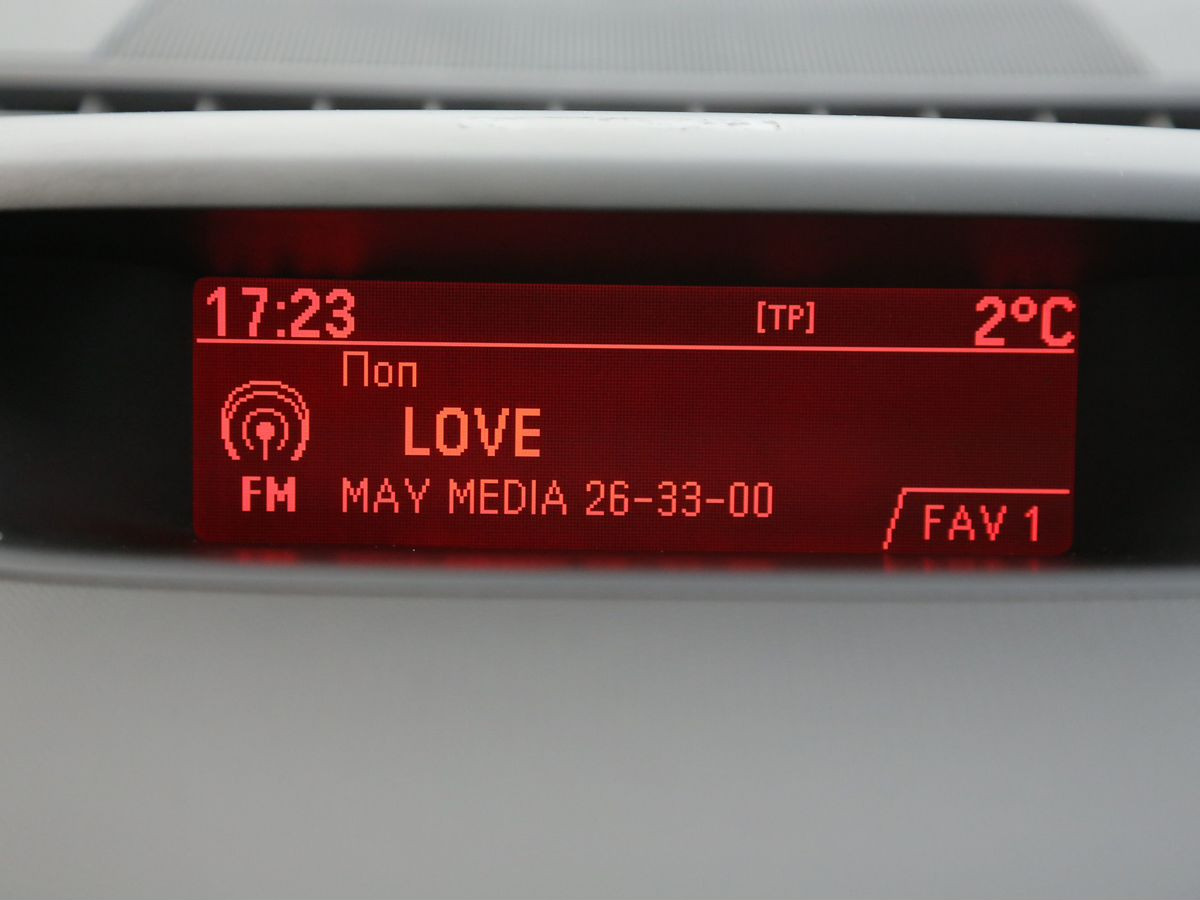 17:23 [TP] 2°C
Поп
LOVE
FM MAY MEDIA 26-33-00
FAV 1